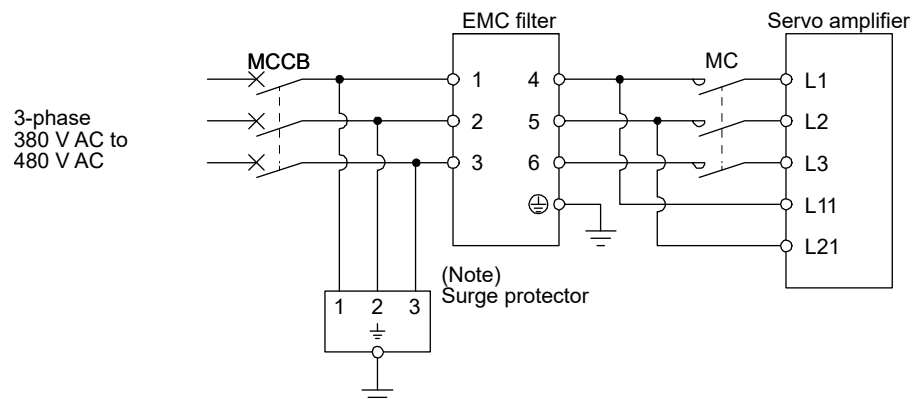 EMC filter
Servo amplifier
MCCB
MC
1
4
L1
3-phase
380 V AC to
480 V AC
2
5
L2
3
6
L3
L11
L21
(Note)
Surge protector
1 2 3